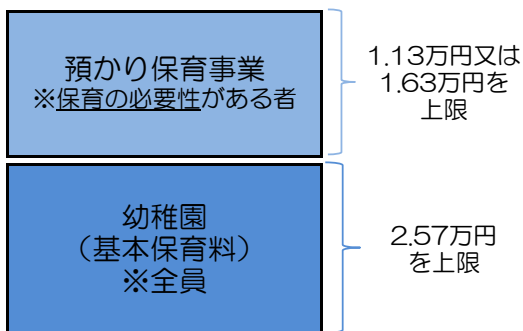 預かり保育事業
※保育の必要性がある者
1.13万円又は
1.63万円を
上限
幼稚園
（基本保育料）
※全員
2.57万円
を上限